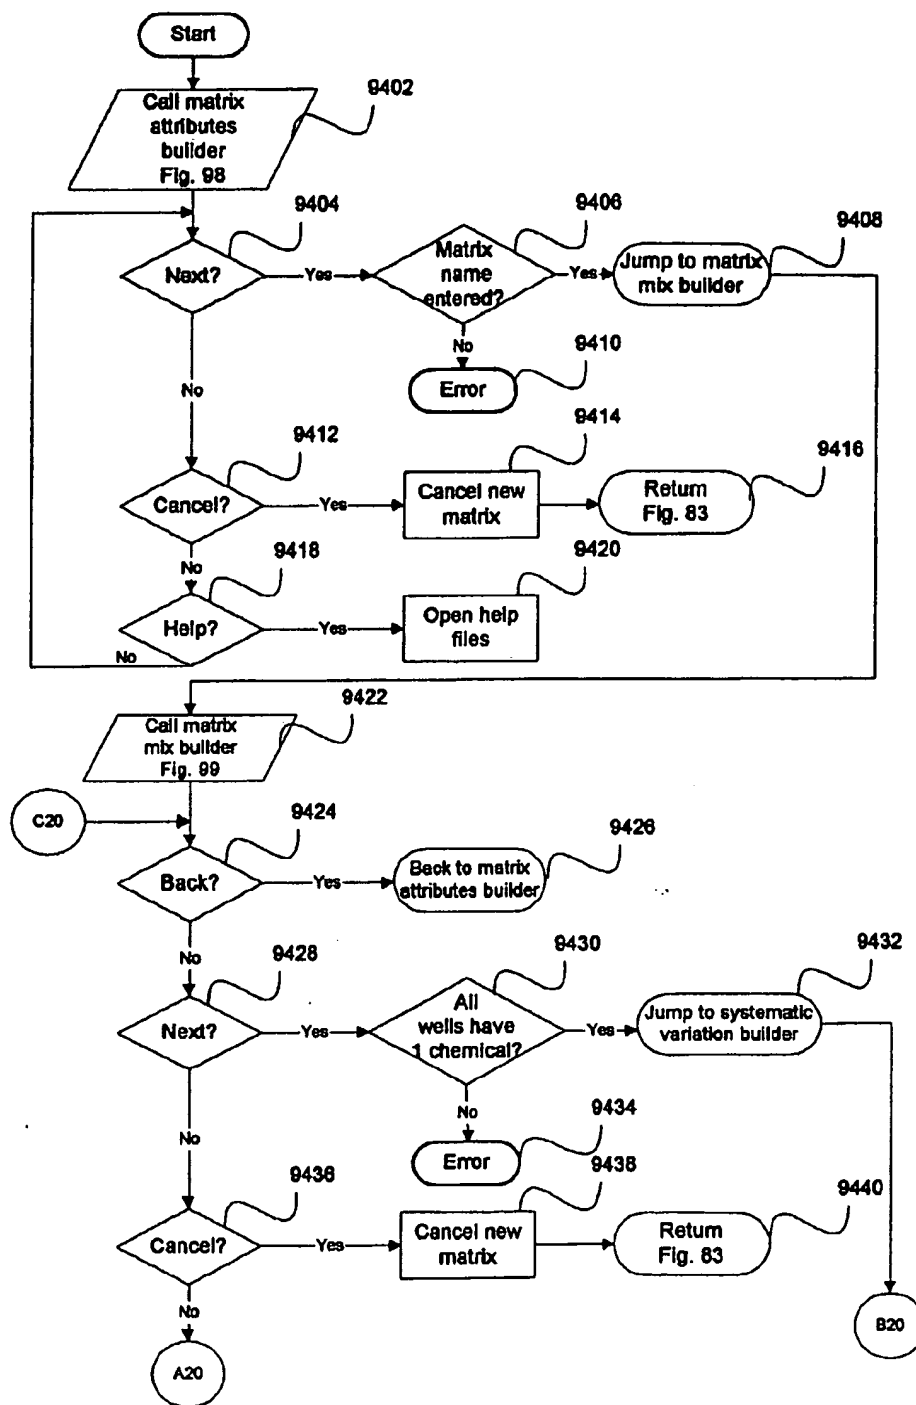 Start
Call matrix
attributes
builder
Fig. 98
9402
9404
Next?
Yes
9406
Matrix
name
entered?
Yes
9408
Jump to matrix
mix builder
No
9410
Error
No
9412
Cancel?
Yes
9414
Cancel new
matrix
9416
Return
Fig. 83
No
9418
Help?
Yes
9420
Open help
files
No
9422
Call matrix
mix builder
Fig. 99
C20
9424
Back?
Yes
9426
Back to matrix
attributes builder
No
9428
Next?
Yes
9430
All
wells have
1 chemical?
Yes
9432
Jump to systematic
variation builder
No
9434
Error
No
9436
Cancel?
Yes
9438
Cancel new
matrix
9440
Return
Fig. 83
No
A20
B20